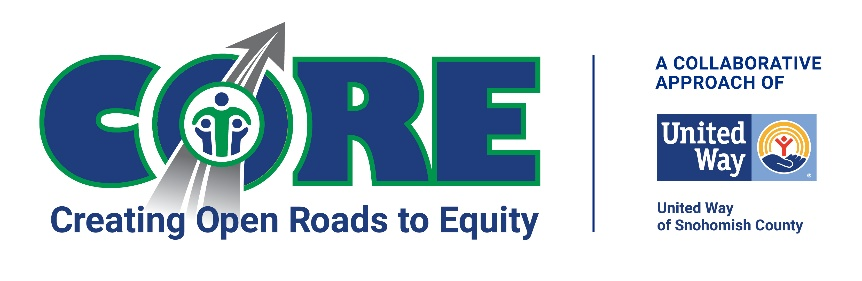 CORE
Creating Open Roads to Equity
A COLLABORATIVE
APPROACH OF
United
Way
United Way
of Snohomish County